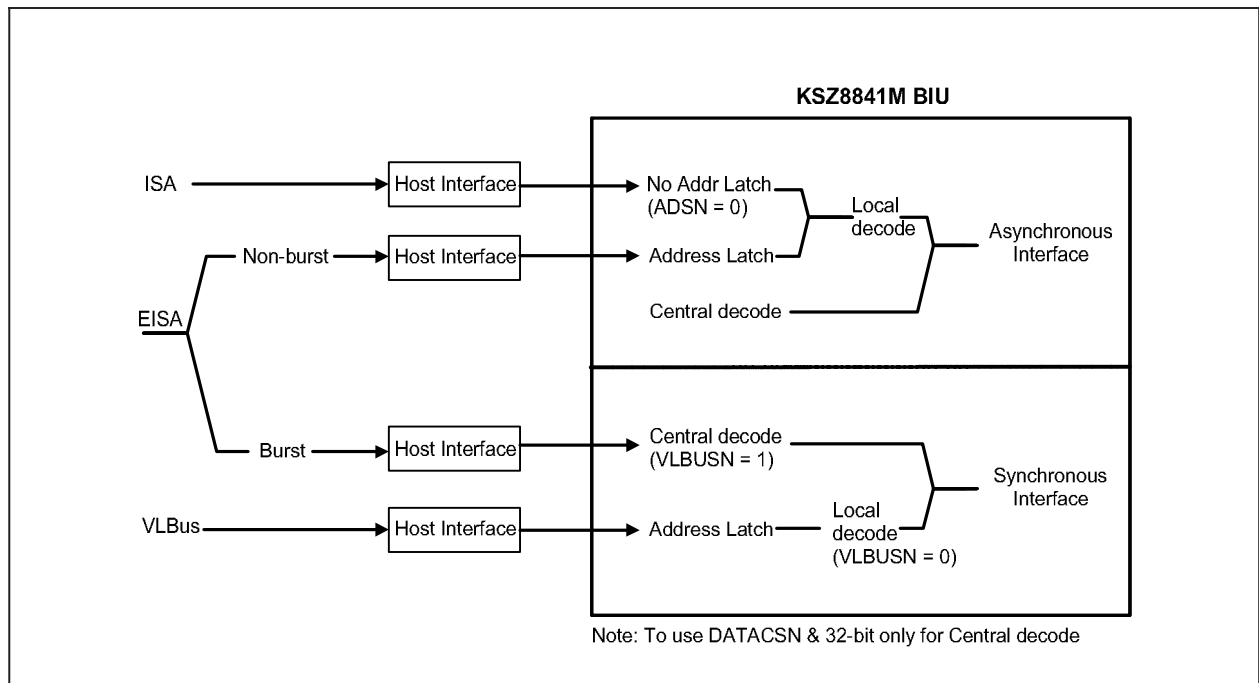 KSZ8841M BIU
ISA
Host Interface
No Addr Latch
(ADSN = 0)
Local
decode
Asynchronous
Interface
EISA
Non-burst
Host Interface
Address Latch
Central decode
Burst
Host Interface
Central decode
(VLBUSN = 1)
Synchronous
Interface
VLBus
Host Interface
Address Latch
Local
decode
(VLBUSN = 0)
Note: To use DATACSN & 32-bit only for Central decode